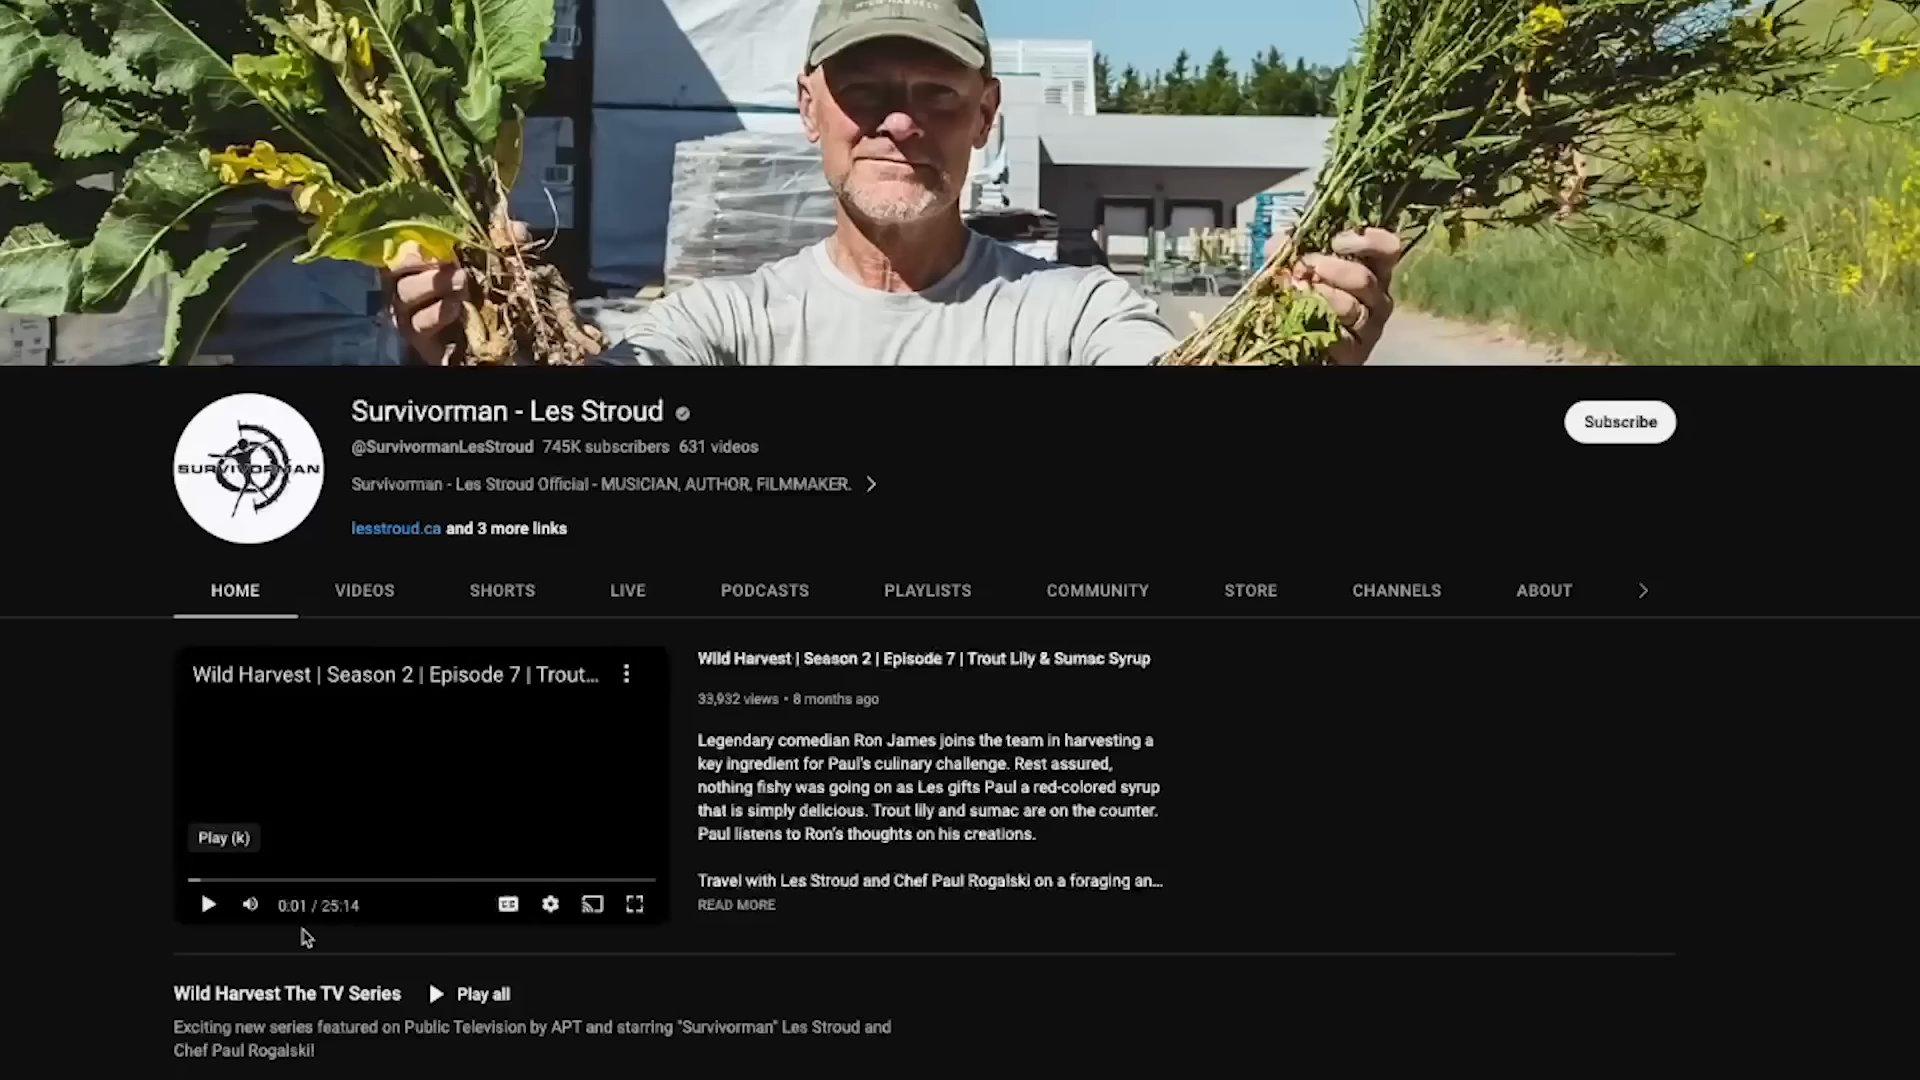 WILD HARVEST
Survivorman - Les Stroud
@SurvivormanLesStroud 745K subscribers 631 videos
Survivorman - Les Stroud Official - MUSICIAN, AUTHOR, FILMMAKER.
lesstroud.ca and 3 more links
Subscribe
SURVIVORMAN
HOME VIDEOS SHORTS LIVE PODCASTS PLAYLISTS COMMUNITY STORE CHANNELS ABOUT
Wild Harvest | Season 2 | Episode 7 | Trout...
Play (k)
0:01 / 25:14
CC
Wild Harvest | Season 2 | Episode 7 | Trout Lily & Sumac Syrup
33,932 views • 8 months ago
Legendary comedian Ron James joins the team in harvesting a
key ingredient for Paul's culinary challenge. Rest assured,
nothing fishy was going on as Les gifts Paul a red-colored syrup
that is simply delicious. Trout lily and sumac are on the counter.
Paul listens to Ron's thoughts on his creations.
Travel with Les Stroud and Chef Paul Rogalski on a foraging an...
READ MORE
Wild Harvest The TV Series Play all
Exciting new series featured on Public Television by APT and starring "Survivorman" Les Stroud and
Chef Paul Rogalski!